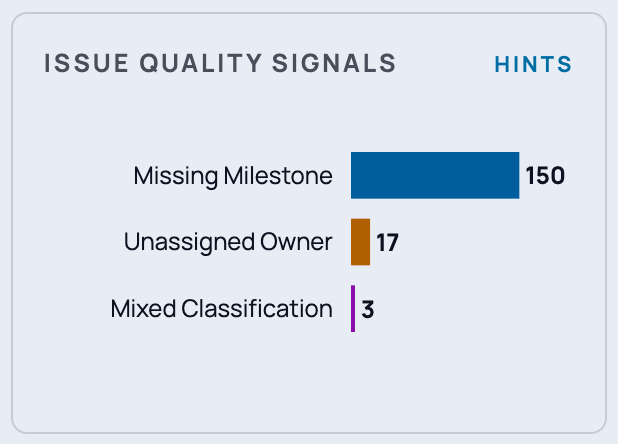 ISSUE QUALITY SIGNALS HINTS
Missing Milestone 150
Unassigned Owner 17
Mixed Classification 3